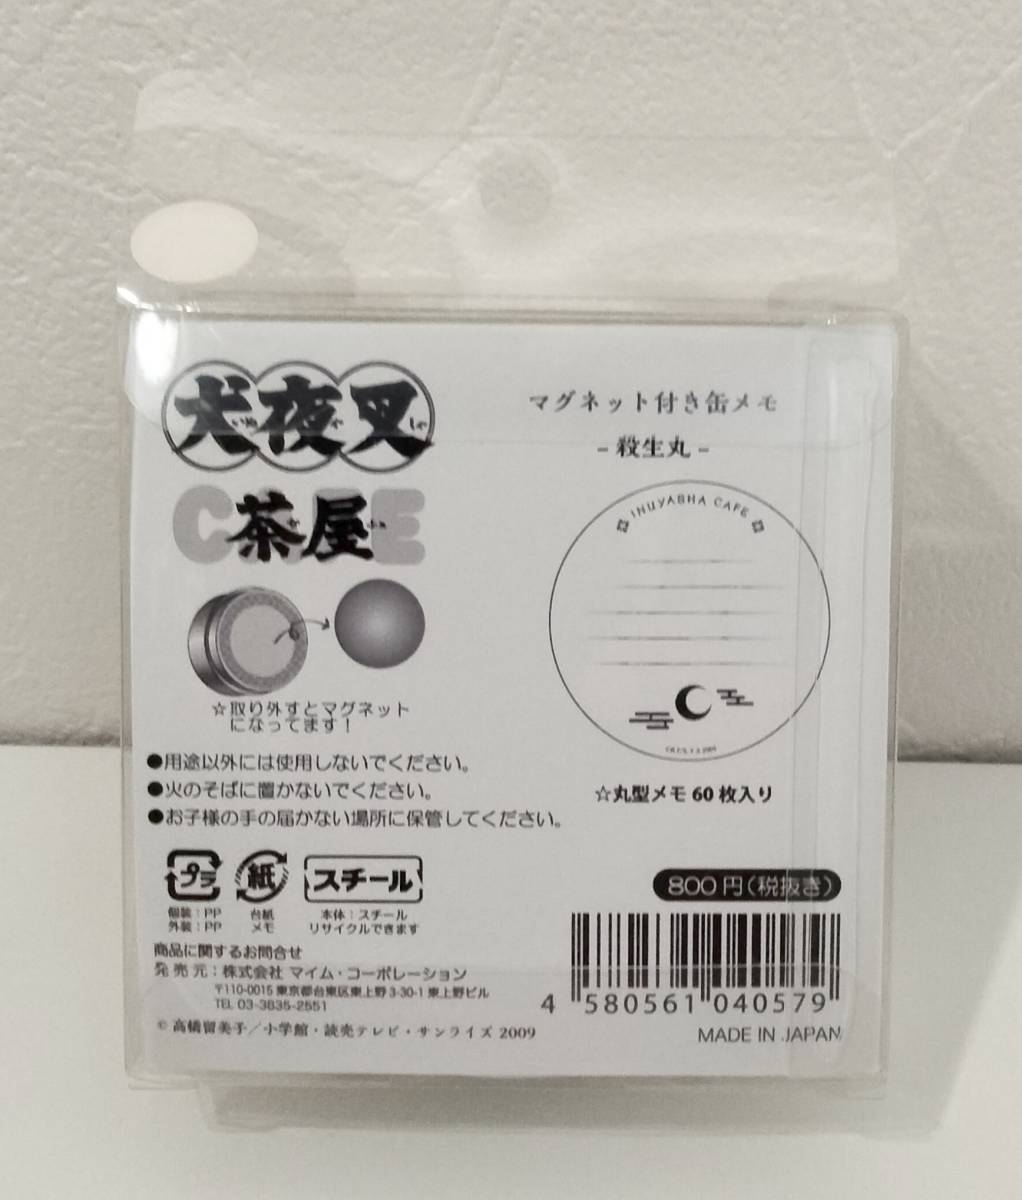 犬夜叉
いぬ や しゃ
茶屋
マグネット付き缶メモ
– 殺生丸 –
INUYASHA CAFE
☆取り外すとマグネット
になってます!
☆丸型メモ60枚入り
●用途以外には使用しないでください。
●火のそばに置かないでください。
●お子様の手の届かない場所に保管してください。
プラ
紙
スチール
個装:PP
外装:PP
台紙
メモ
本体:スチール
リサイクルできます
800円(税抜き)
商品に関するお問合せ
発売元:株式会社 マイム・コーポレーション
〒110-0015 東京都台東区東上野3-30-1 東上野ビル
TEL 03-3835-2551
© 高橋留美子/小学館・読売テレビ・サンライズ 2009
4 580561 040579
MADE IN JAPAN